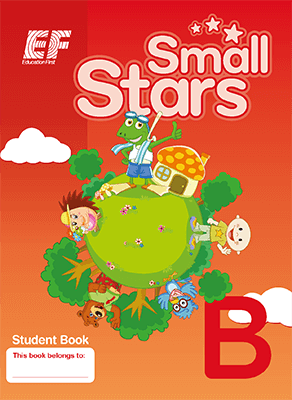 EF
Education First
Small
Stars
B
Student Book
This book belongs to: